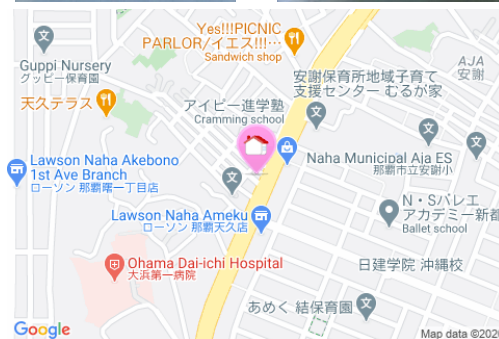 Yes!!!PICNIC
PARLOR/イエス!!!…
Sandwich shop
Guppi Nursery
グッピー保育園
天久テラス
アイビー進学塾
Cramming school
安謝保育所地域子育て
支援センター むるが家
AJA
安謝
Lawson Naha Akebono
1st Ave Branch
ローソン 那覇曙一丁目店
Naha Municipal Aja ES
那覇市立安謝小
Lawson Naha Ameku
ローソン 那覇天久店
N・Sバレエ
アカデミー新都
Ballet school
Ohama Dai-ichi Hospital
大浜第一病院
日建学院 沖縄校
あめく 結保育園
Google
Map data ©202